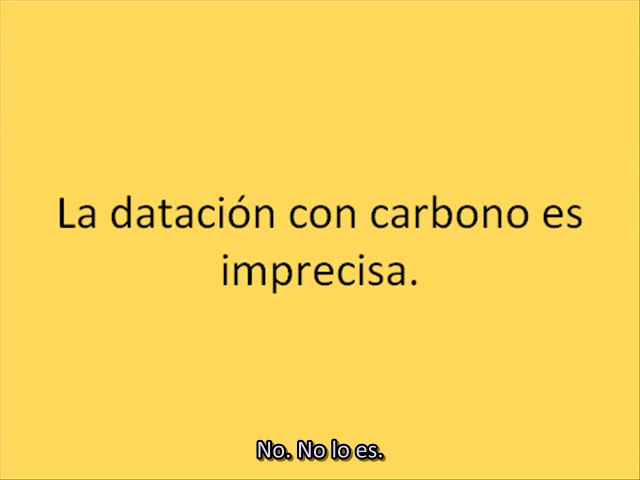 La datación con carbono es
imprecisa.
No. No lo es.